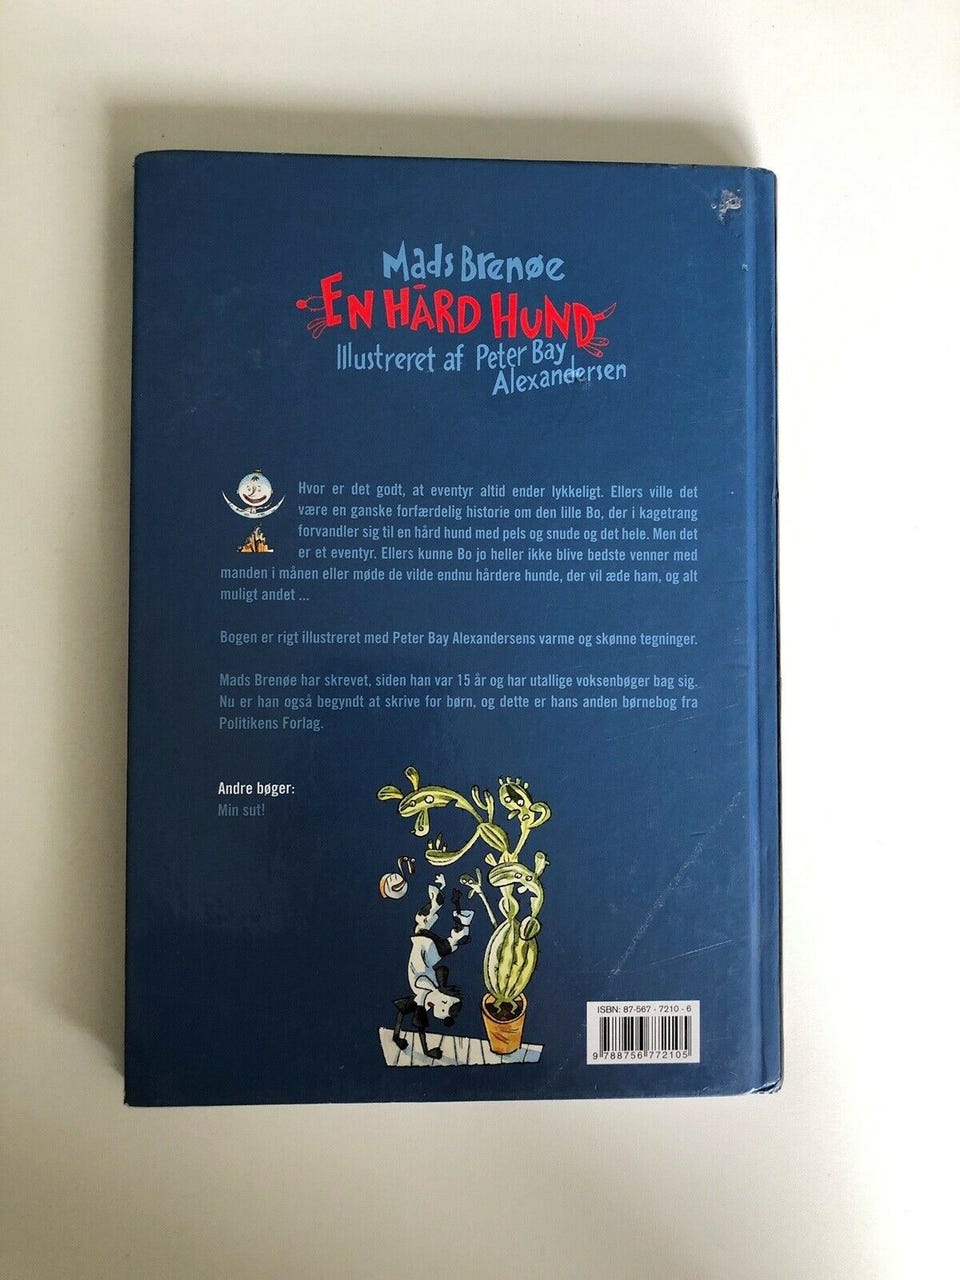 Mads Brenøe
EN HÅRD HUND
Illustreret af Peter Bay
Alexandersen
Hvor er det godt, at eventyr altid ender lykkeligt. Ellers ville det
være en ganske forfærdelig historie om den lille Bo, der i kagetrang
forvandler sig til en hård hund med pels og snude og det hele. Men det
er et eventyr. Ellers kunne Bo jo heller ikke blive bedste venner med
manden i månen eller møde de vilde endnu hårdere hunde, der vil æde ham, og alt
muligt andet ...
Bogen er rigt illustreret med Peter Bay Alexandersens varme og skønne tegninger.
Mads Brenøe har skrevet, siden han var 15 år og har utallige voksenbøger bag sig.
Nu er han også begyndt at skrive for børn, og dette er hans anden børnebog fra
Politikens Forlag.
Andre bøger:
Min sut!
ISBN: 87-567 - 7210 - 6
9 788756 772105